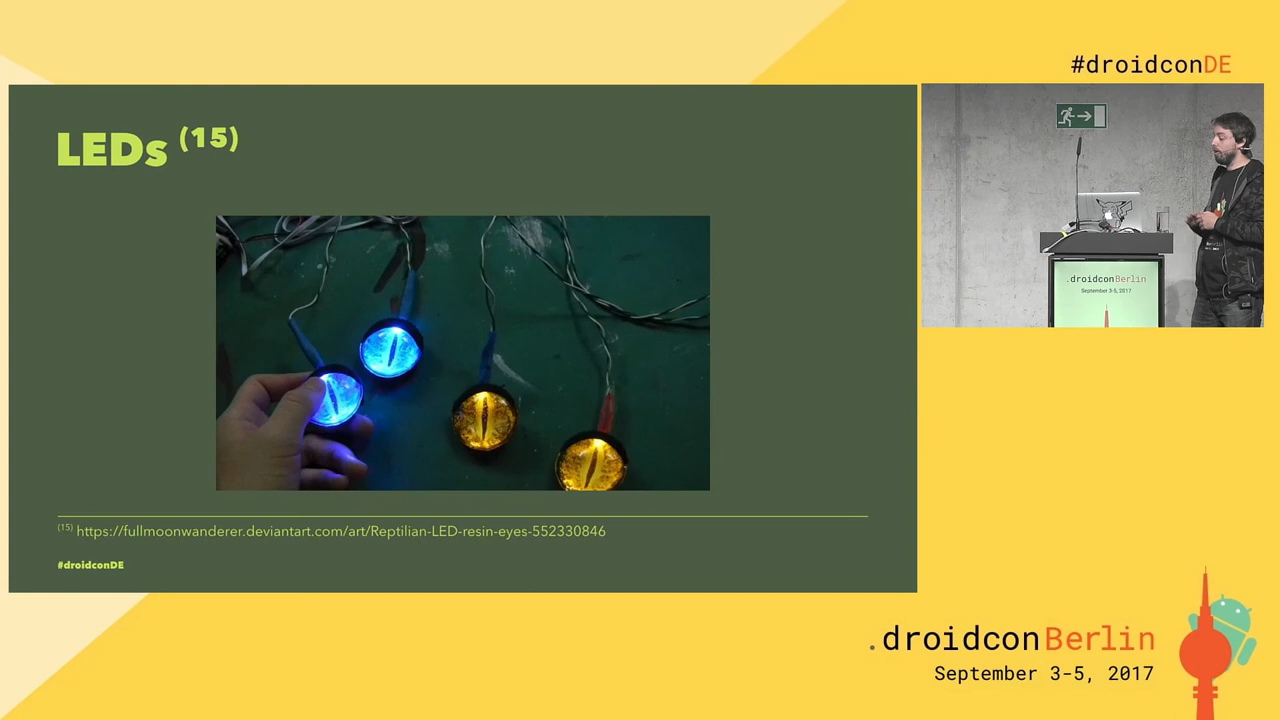 #droidconDE
LEDs (15)
.droidconBerlin
September 3-5, 2017
(15) https://fullmoonwanderer.deviantart.com/art/Reptilian-LED-resin-eyes-552330846
#droidconDE
.droidconBerlin
September 3-5, 2017